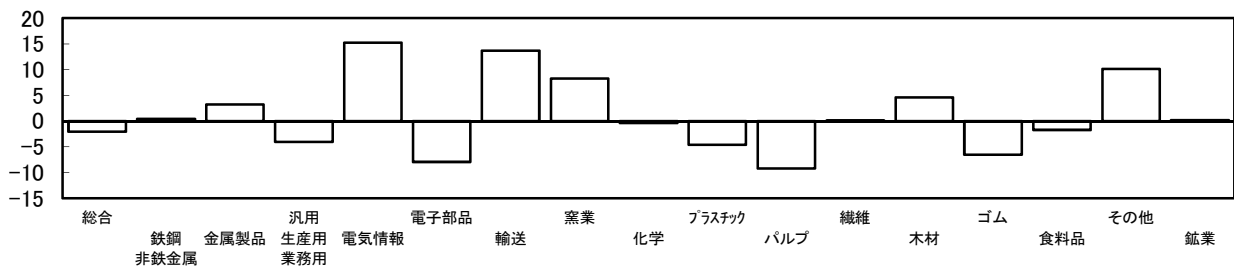 20
15
10
5
0
-5
-10
-15
総合
鉄鋼
非鉄金属
金属製品
汎用
生産用
業務用
電気情報
電子部品
輸送
窯業
化学
ﾌﾟﾗｽﾁｯｸ
パルプ
繊維
木材
ゴム
食料品
その他
鉱業